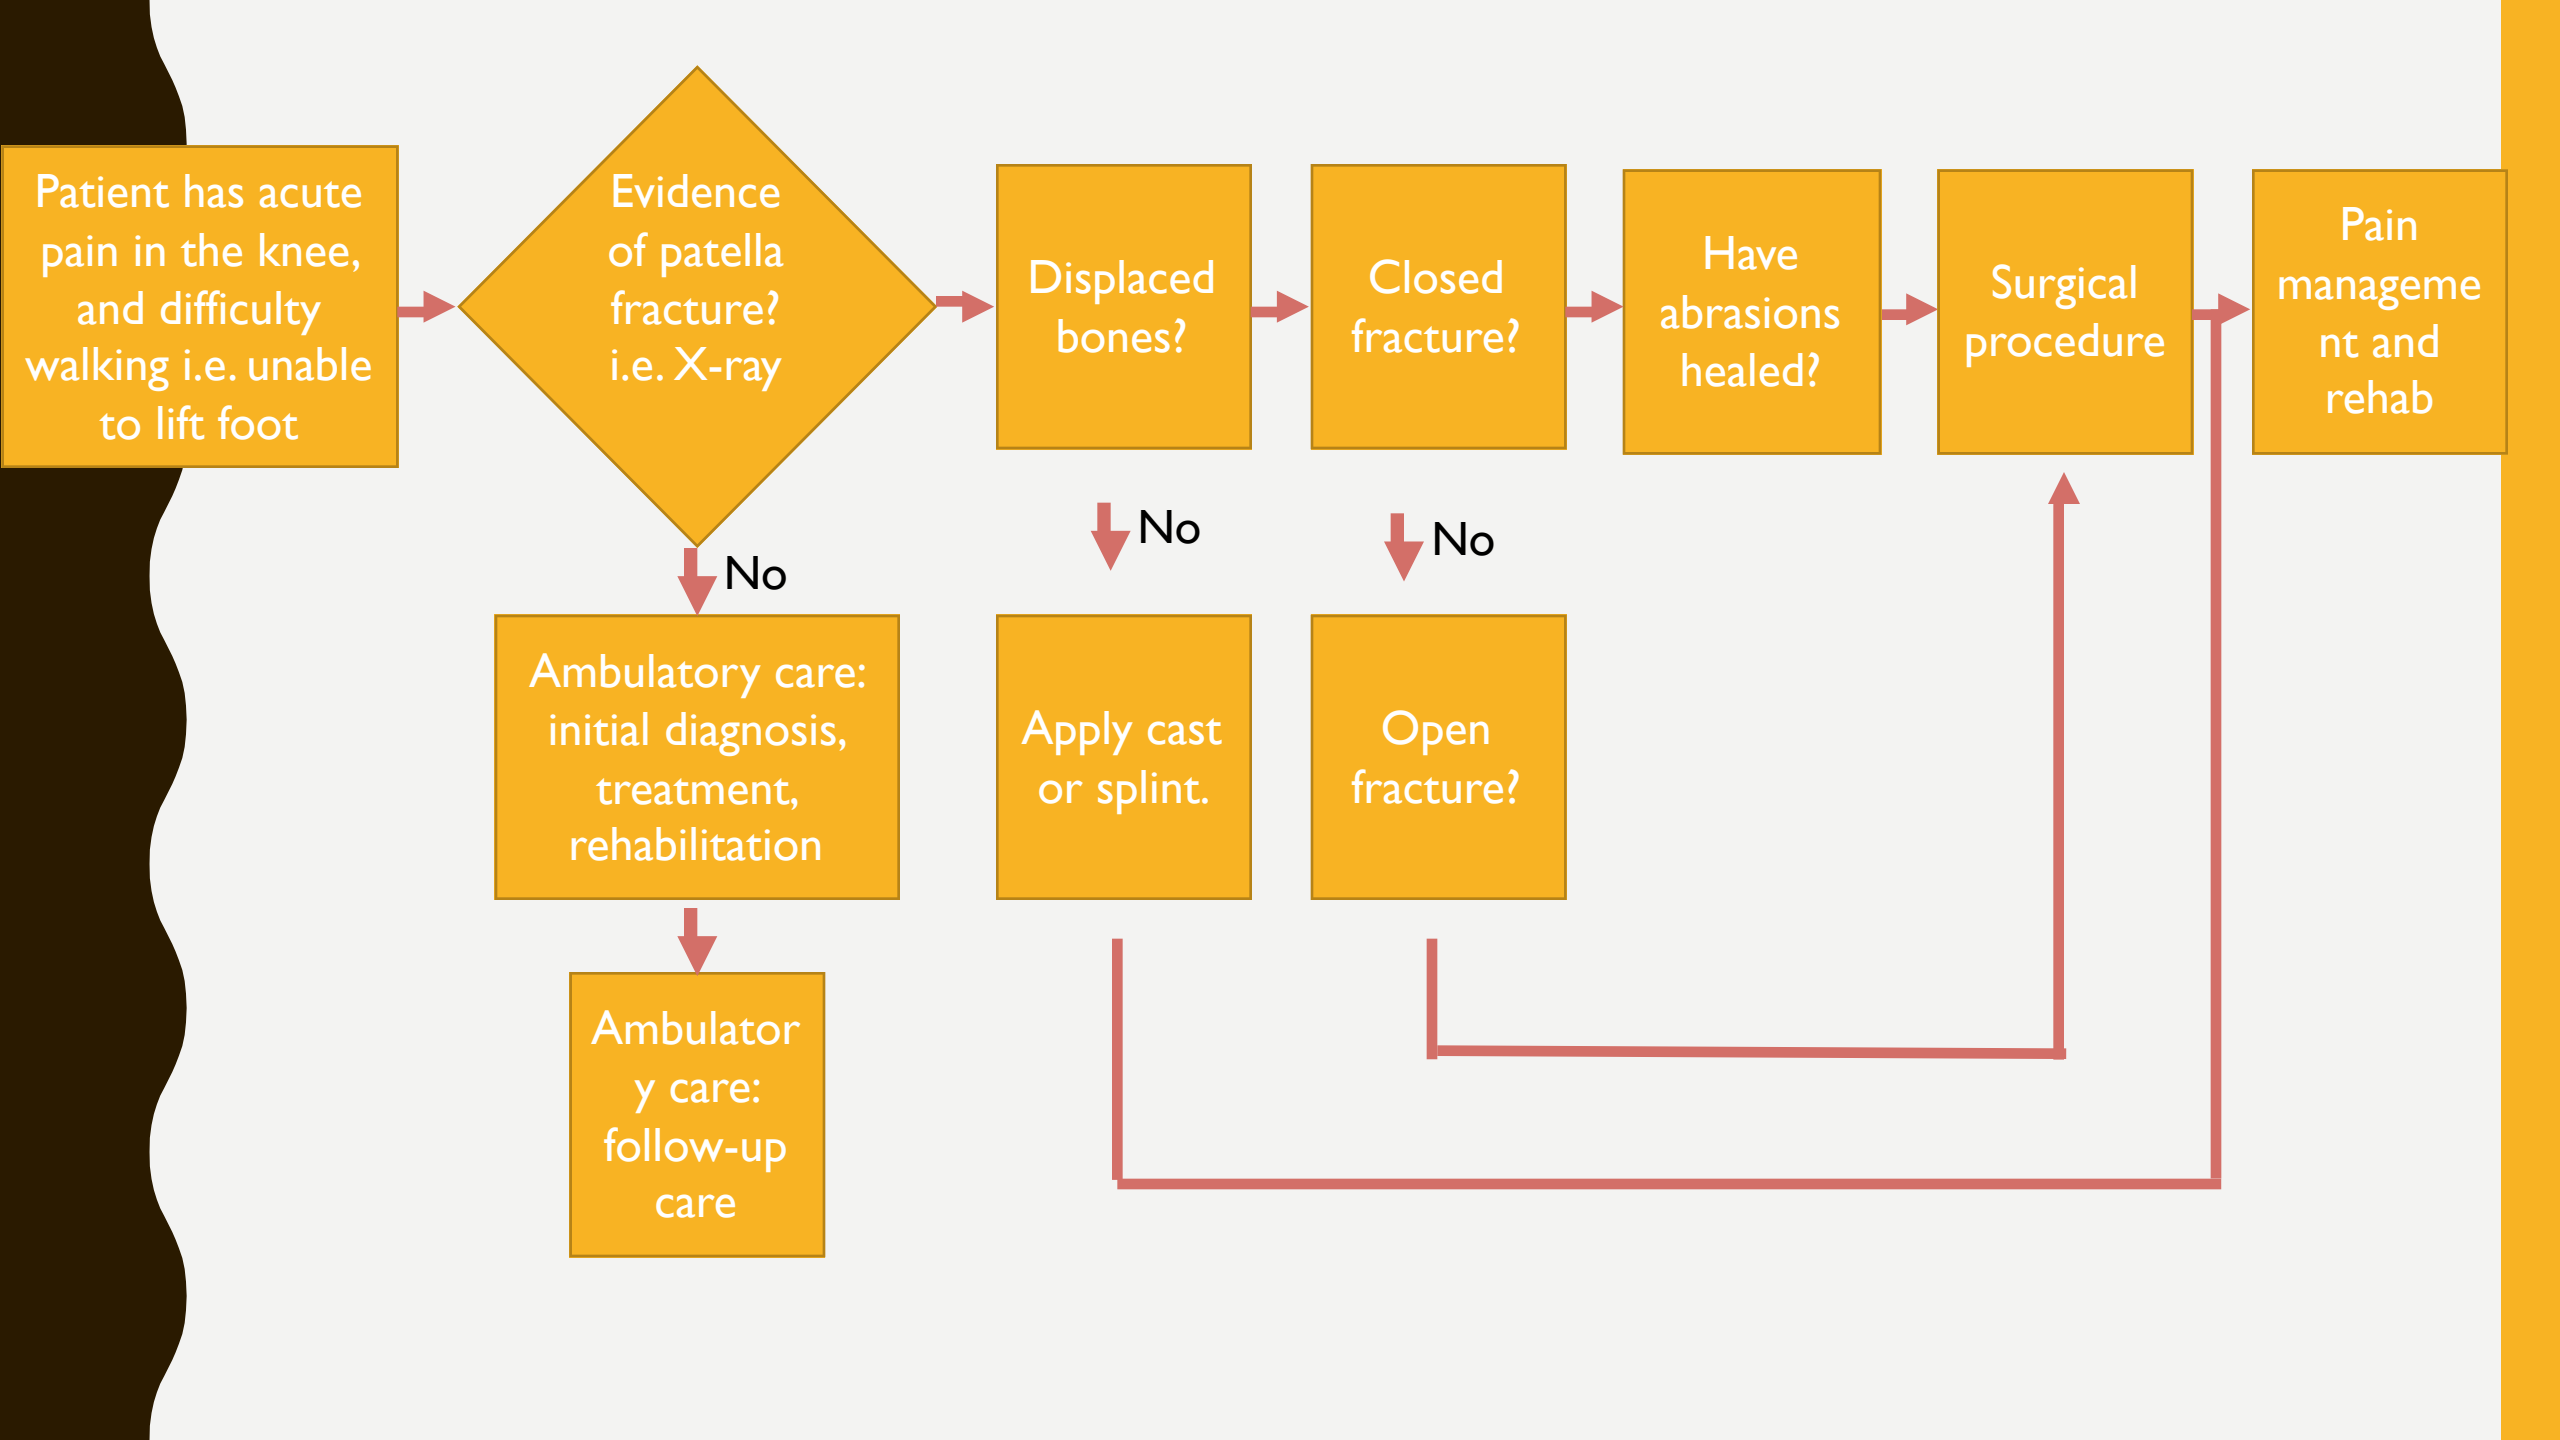 Patient has acute
pain in the knee,
and difficulty
walking i.e. unable
to lift foot
Evidence
of patella
fracture?
i.e. X-ray
Displaced
bones?
Closed
fracture?
Have
abrasions
healed?
Surgical
procedure
Pain
manageme
nt and
rehab
No
No
No
Ambulatory care:
initial diagnosis,
treatment,
rehabilitation
Apply cast
or splint.
Open
fracture?
Ambulator
y care:
follow-up
care